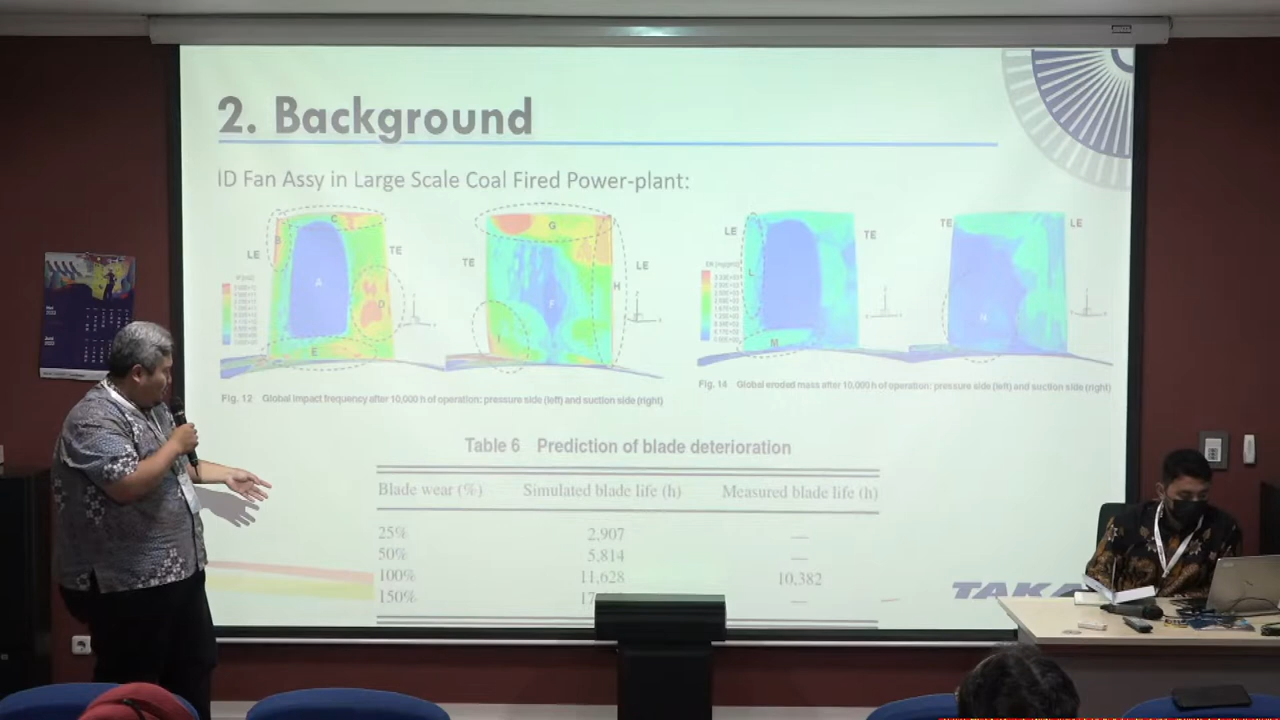 2. Background
ID Fan Assy in Large Scale Coal Fired Power-plant:
LE
C
B
A
D
E
TE
TE
G
F
H
LE
LE
L
M
TE
TE
N
LE
Fig. 12 Global impact frequency after 10,000 h of operation: pressure side (left) and suction side (right)
Fig. 14 Global eroded mass after 10,000 h of operation: pressure side (left) and suction side (right)
Table 6 Prediction of blade deterioration
Blade wear (%) Simulated blade life (h) Measured blade life (h)
25% 2,907 —
50% 5,814 —
100% 11,628 10,382
150% —